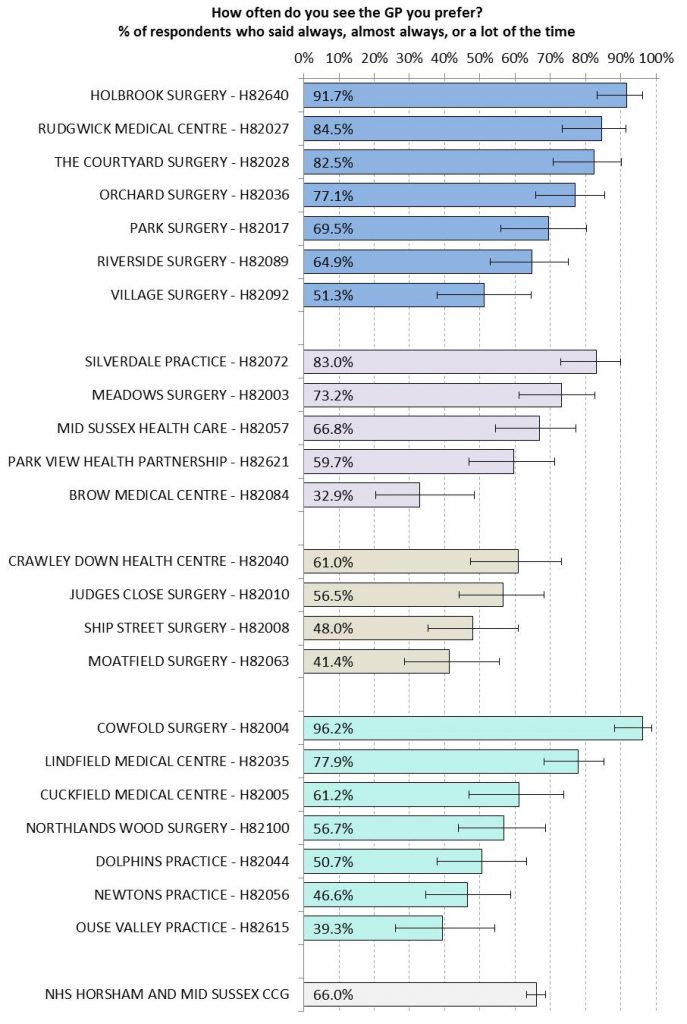 How often do you see the GP you prefer?
% of respondents who said always, almost always, or a lot of the time
0% 10% 20% 30% 40% 50% 60% 70% 80% 90% 100%
HOLBROOK SURGERY - H82640 91.7%
RUDGWICK MEDICAL CENTRE - H82027 84.5%
THE COURTYARD SURGERY - H82028 82.5%
ORCHARD SURGERY - H82036 77.1%
PARK SURGERY - H82017 69.5%
RIVERSIDE SURGERY - H82089 64.9%
VILLAGE SURGERY - H82092 51.3%
SILVERDALE PRACTICE - H82072 83.0%
MEADOWS SURGERY - H82003 73.2%
MID SUSSEX HEALTH CARE - H82057 66.8%
PARK VIEW HEALTH PARTNERSHIP - H82621 59.7%
BROW MEDICAL CENTRE - H82084 32.9%
CRAWLEY DOWN HEALTH CENTRE - H82040 61.0%
JUDGES CLOSE SURGERY - H82010 56.5%
SHIP STREET SURGERY - H82008 48.0%
MOATFIELD SURGERY - H82063 41.4%
COWFOLD SURGERY - H82004 96.2%
LINDFIELD MEDICAL CENTRE - H82035 77.9%
CUCKFIELD MEDICAL CENTRE - H82005 61.2%
NORTHLANDS WOOD SURGERY - H82100 56.7%
DOLPHINS PRACTICE - H82044 50.7%
NEWTONS PRACTICE - H82056 46.6%
OUSE VALLEY PRACTICE - H82615 39.3%
NHS HORSHAM AND MID SUSSEX CCG 66.0%